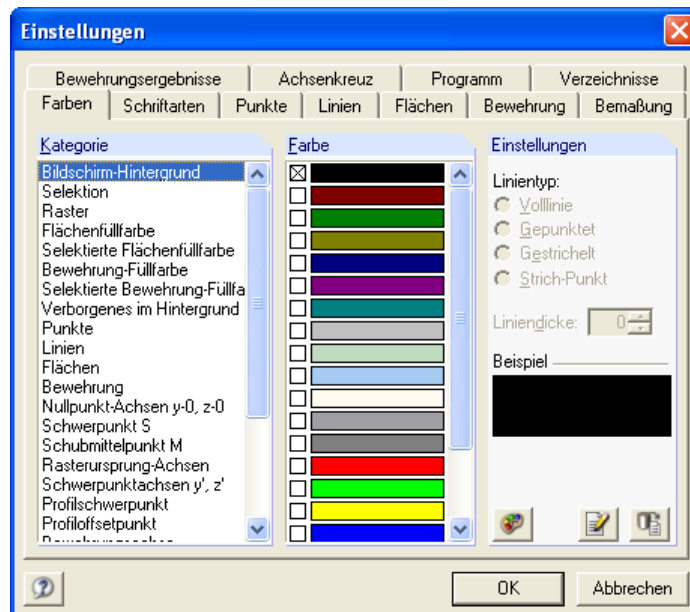 Einstellungen
Bewehrungsergebnisse Achsenkreuz Programm Verzeichnisse
Farben Schriftarten Punkte Linien Flächen Bewehrung Bemaßung
Kategorie
Bildschirm-Hintergrund
Selektion
Raster
Flächenfüllfarbe
Selektierte Flächenfüllfarbe
Bewehrung-Füllfarbe
Selektierte Bewehrung-Füllfa
Verborgenes im Hintergrund
Punkte
Linien
Flächen
Bewehrung
Nullpunkt-Achsen y-0, z-0
Schwerpunkt S
Schubmittelpunkt M
Rasterursprung-Achsen
Schwerpunktachsen y', z'
Profilschwerpunkt
Profiloffsetpunkt
Farbe
Einstellungen
Linientyp:
Volllinie
Gepunktet
Gestrichelt
Strich-Punkt
Liniendicke: 0
Beispiel
OK Abbrechen